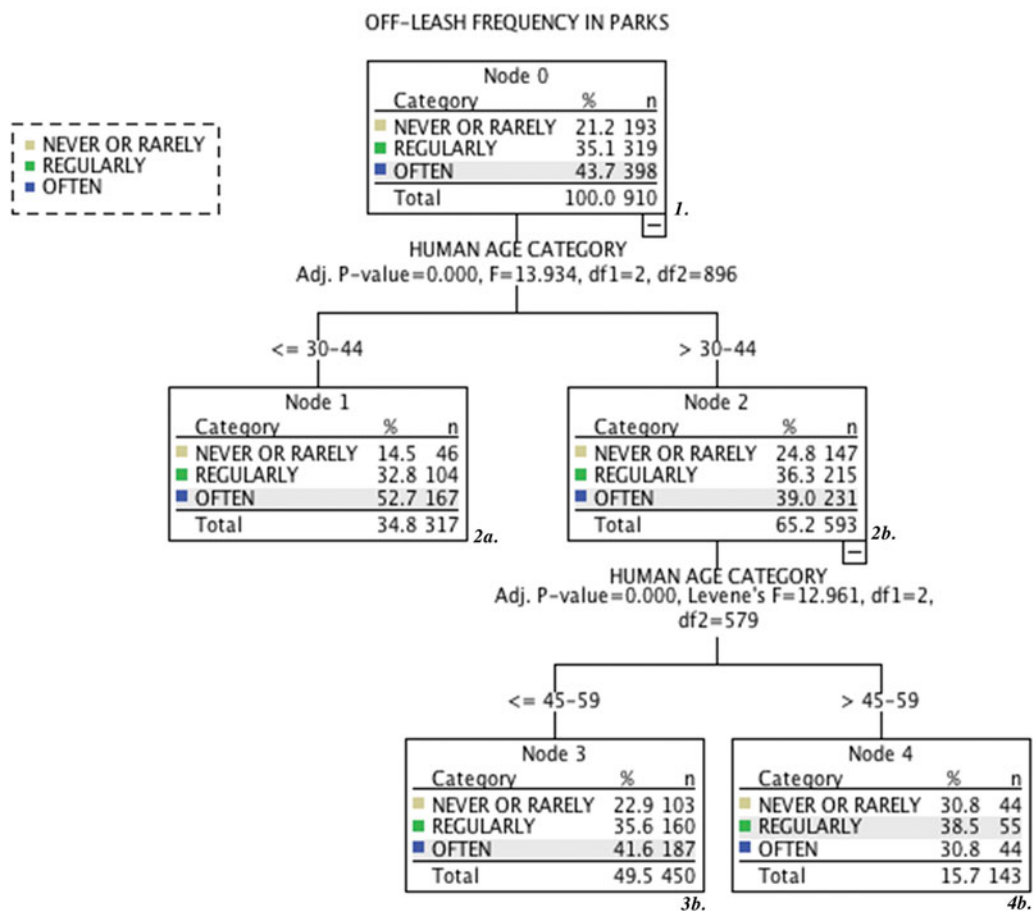 OFF-LEASH FREQUENCY IN PARKS
Node 0
Category % n
NEVER OR RARELY 21.2 193
REGULARLY 35.1 319
OFTEN 43.7 398
Total 100.0 910
1.
NEVER OR RARELY
REGULARLY
OFTEN
HUMAN AGE CATEGORY
Adj. P-value=0.000, F=13.934, df1=2, df2=896
<= 30-44
> 30-44
Node 1
Category % n
NEVER OR RARELY 14.5 46
REGULARLY 32.8 104
OFTEN 52.7 167
Total 34.8 317
2a.
Node 2
Category % n
NEVER OR RARELY 24.8 147
REGULARLY 36.3 215
OFTEN 39.0 231
Total 65.2 593
2b.
HUMAN AGE CATEGORY
Adj. P-value=0.000, Levene's F=12.961, df1=2,
df2=579
<= 45-59
> 45-59
Node 3
Category % n
NEVER OR RARELY 22.9 103
REGULARLY 35.6 160
OFTEN 41.6 187
Total 49.5 450
3b.
Node 4
Category % n
NEVER OR RARELY 30.8 44
REGULARLY 38.5 55
OFTEN 30.8 44
Total 15.7 143
4b.